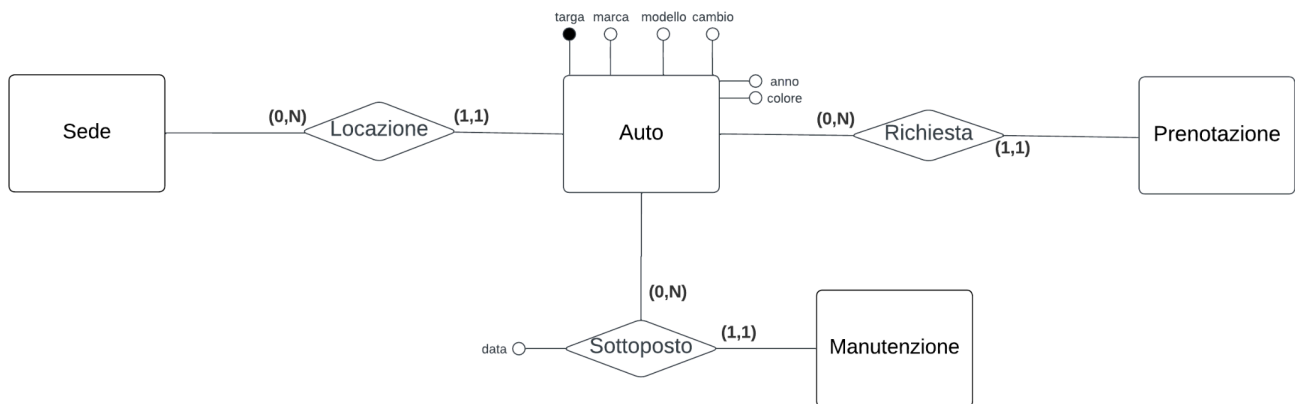 targa marca modello cambio
anno
colore
Sede
(0,N)
Locazione
(1,1)
Auto
(0,N)
Richiesta
(1,1)
Prenotazione
(0,N)
data
Sottoposto
(1,1)
Manutenzione